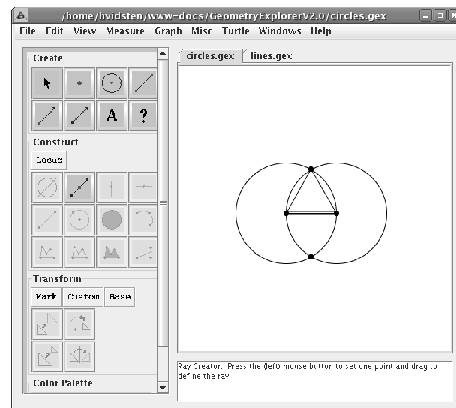 /home/hvidsten/www-docs/GeometryExplorerV2.0/circles.gex
File Edit View Measure Graph Misc Turtle Windows Help
circles.gex lines.gex
Create
A ?
Construct
Locus
Transform
Mark Custom Base
Color Palette
Ray Creator: Press the (left) mouse button to set one point and drag to
define the ray